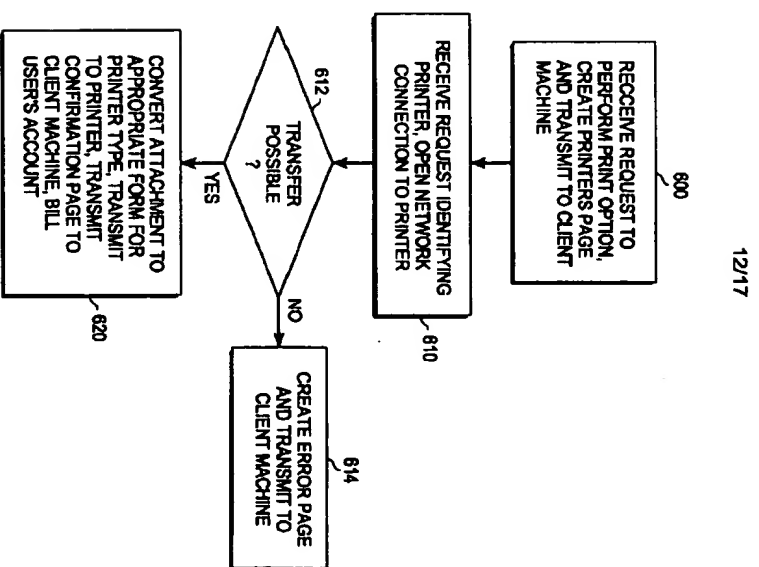 12/17
600
RECCEIVE REQUEST TO
PERFORM PRINT OPTION,
CREATE PRINTERS PAGE
AND TRANSMIT TO CLIENT
MACHINE
RECEIVE REQUEST IDENTIFYING
PRINTER, OPEN NETWORK
CONNECTION TO PRINTER
610
612
TRANSFER
POSSIBLE
?
NO
YES
CREATE ERROR PAGE
AND TRANSMIT TO
CLIENT MACHINE
614
CONVERT ATTACHMENT TO
APPROPRIATE FORM FOR
PRINTER TYPE, TRANSMIT
TO PRINTER, TRANSMIT
CONFIRMATION PAGE TO
CLIENT MACHINE, BILL
USER'S ACCOUNT
620